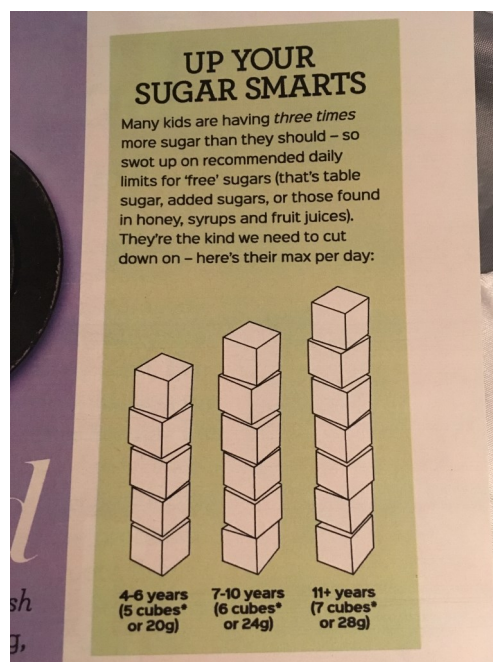 UP YOUR
SUGAR SMARTS
Many kids are having three times
more sugar than they should – so
swot up on recommended daily
limits for ‘free’ sugars (that’s table
sugar, added sugars, or those found
in honey, syrups and fruit juices).
They’re the kind we need to cut
down on – here’s their max per day:
4-6 years
(5 cubes*
or 20g)
7-10 years
(6 cubes*
or 24g)
11+ years
(7 cubes*
or 28g)
d
sh
g,